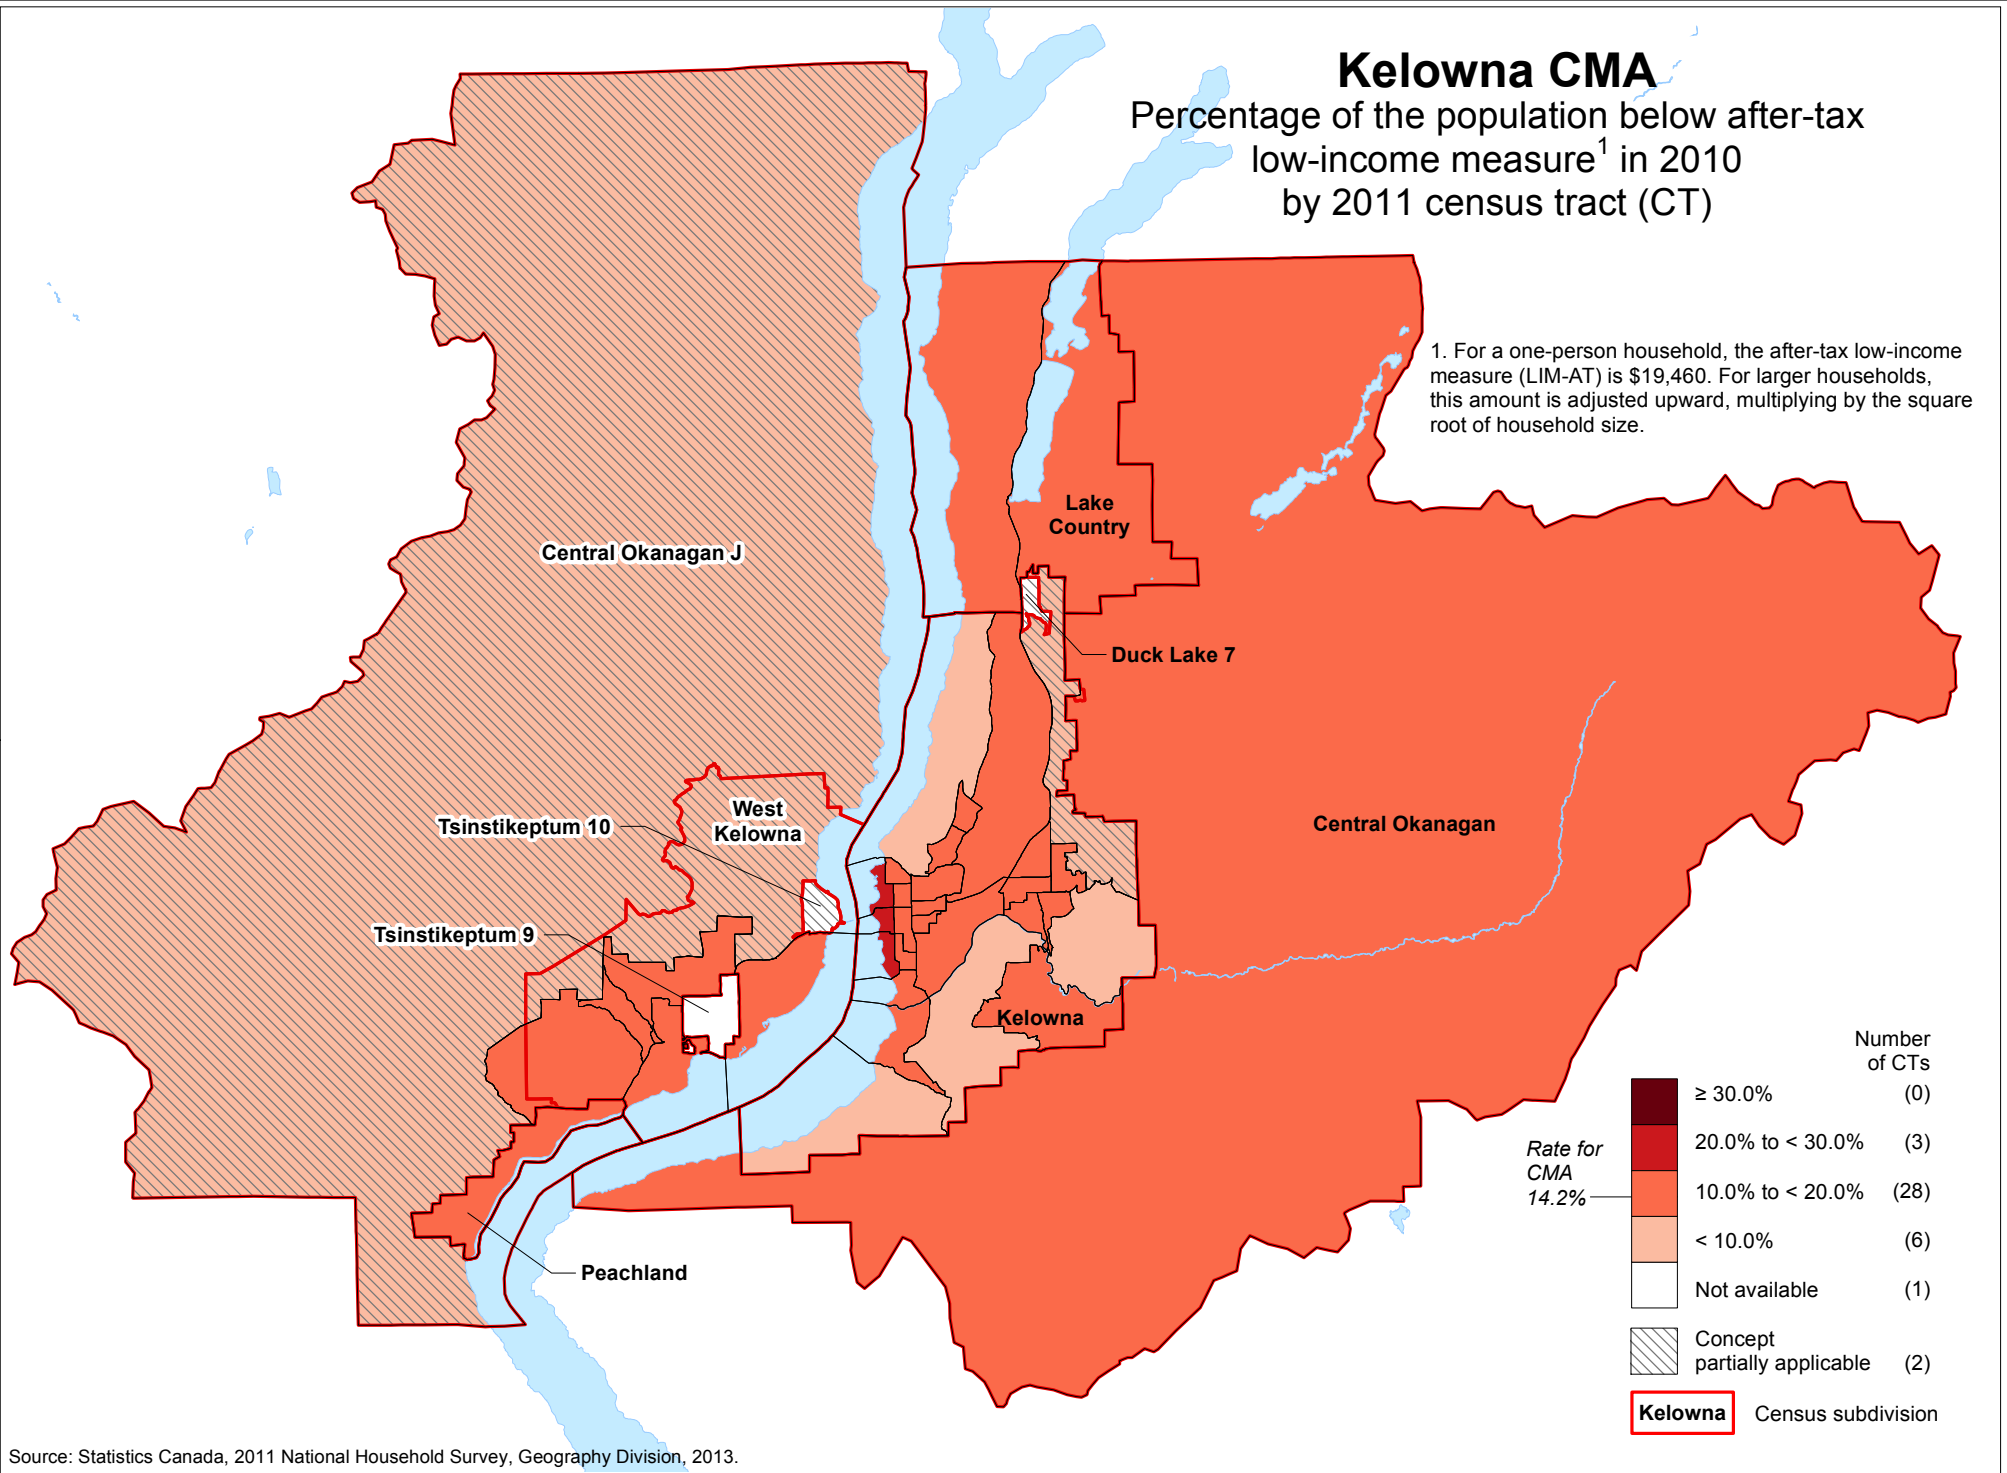 Kelowna CMA
Percentage of the population below after-tax
low-income measure¹ in 2010
by 2011 census tract (CT)
1. For a one-person household, the after-tax low-income
measure (LIM-AT) is $19,460. For larger households,
this amount is adjusted upward, multiplying by the square
root of household size.
Lake
Country
Central Okanagan J
Duck Lake 7
West
Kelowna
Tsinstikeptum 10
Central Okanagan
Tsinstikeptum 9
Kelowna
Peachland
Number
of CTs
≥ 30.0% (0)
20.0% to < 30.0% (3)
Rate for
CMA
14.2%
10.0% to < 20.0% (28)
< 10.0% (6)
Not available (1)
Concept
partially applicable (2)
Kelowna Census subdivision
Source: Statistics Canada, 2011 National Household Survey, Geography Division, 2013.